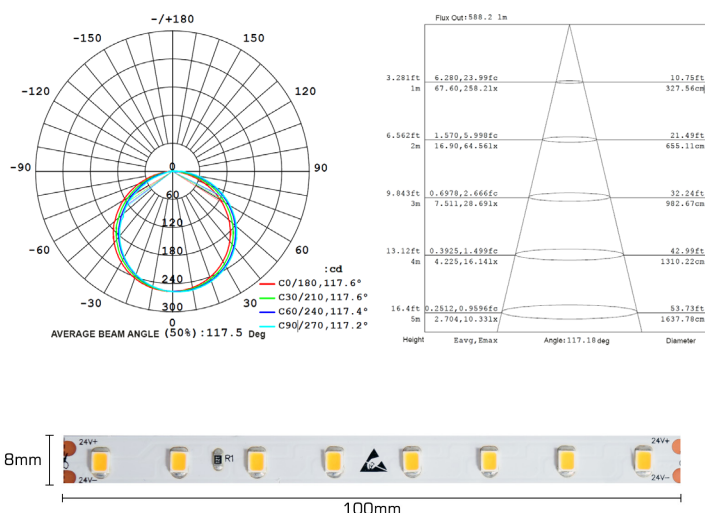 -/+180
-150
150
-120
120
-90
90
-60
60
-30
30
0
60
120
180
240
300
0
:cd
C0/180,117.6°
C30/210,117.6°
C60/240,117.4°
C90/270,117.2°
AVERAGE BEAM ANGLE (50%):117.5 Deg
Flux Out:588.2 lm
3.281ft 6.280,23.99fc 10.75ft
1m 67.60,258.2lx 327.56cm
6.562ft 1.570,5.998fc 21.49ft
2m 16.90,64.56lx 655.11cm
9.843ft 0.6978,2.666fc 32.24ft
3m 7.511,28.69lx 982.67cm
13.12ft 0.3925,1.499fc 42.99ft
4m 4.225,16.14lx 1310.22cm
16.4ft 0.2512,0.9596fc 53.73ft
5m 2.704,10.33lx 1637.78cm
Height Eavg,Emax Angle:117.18deg Diameter
8mm
24V+
24V-
R1
24V+
24V-
100mm